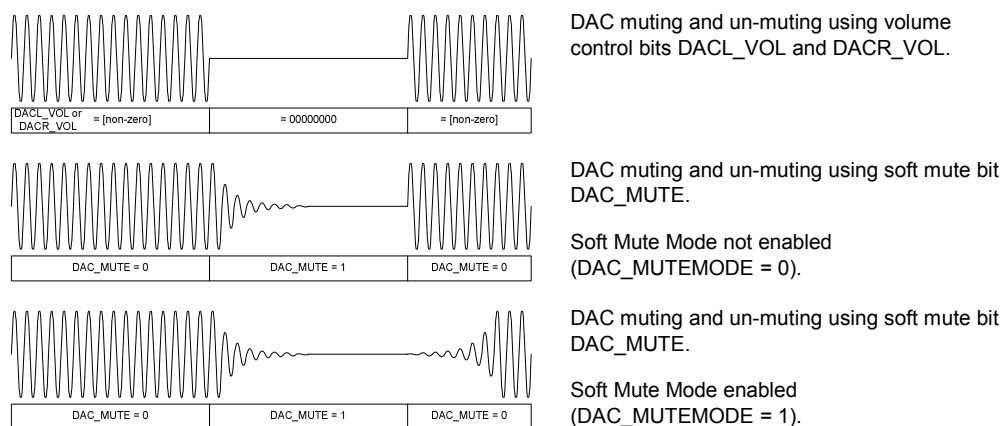 DAC muting and un-muting using volume
control bits DACL_VOL and DACR_VOL.
DACL_VOL or
DACR_VOL
= [non-zero]
= 00000000
= [non-zero]
DAC muting and un-muting using soft mute bit
DAC_MUTE.
Soft Mute Mode not enabled
(DAC_MUTEMODE = 0).
DAC_MUTE = 0
DAC_MUTE = 1
DAC_MUTE = 0
DAC muting and un-muting using soft mute bit
DAC_MUTE.
Soft Mute Mode enabled
(DAC_MUTEMODE = 1).
DAC_MUTE = 0
DAC_MUTE = 1
DAC_MUTE = 0